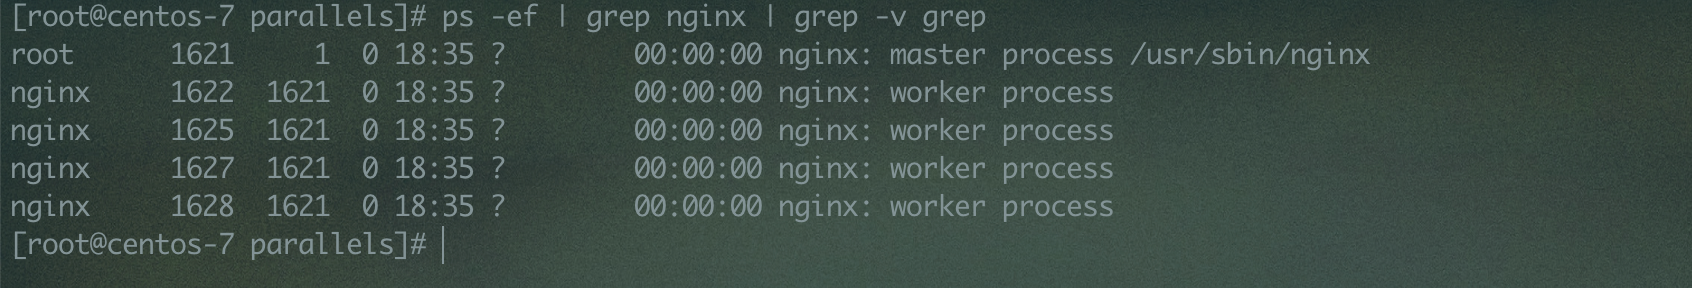 [root@centos-7 parallels]# ps -ef | grep nginx | grep -v grep
root      1621     1  0 18:35 ?        00:00:00 nginx: master process /usr/sbin/nginx
nginx     1622  1621  0 18:35 ?        00:00:00 nginx: worker process
nginx     1625  1621  0 18:35 ?        00:00:00 nginx: worker process
nginx     1627  1621  0 18:35 ?        00:00:00 nginx: worker process
nginx     1628  1621  0 18:35 ?        00:00:00 nginx: worker process
[root@centos-7 parallels]#